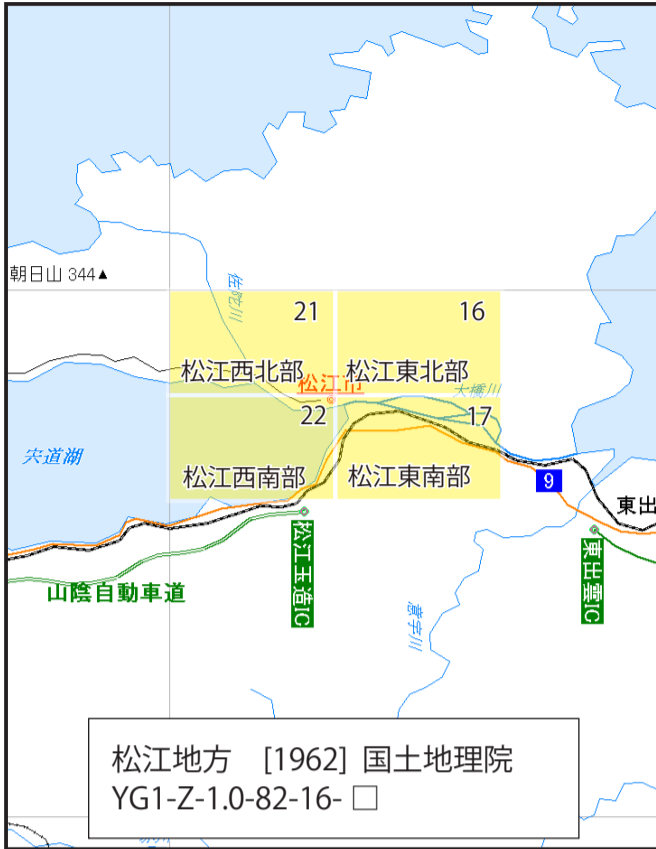 朝日山 344▲
佐陀川
21
16
松江西北部
松江東北部
松江市
大橋川
22
17
宍道湖
松江西南部
松江東南部
9
東出
松江玉造IC
東出雲IC
山陰自動車道
意宇川
松江地方 [1962] 国土地理院
YG1-Z-1.0-82-16- □